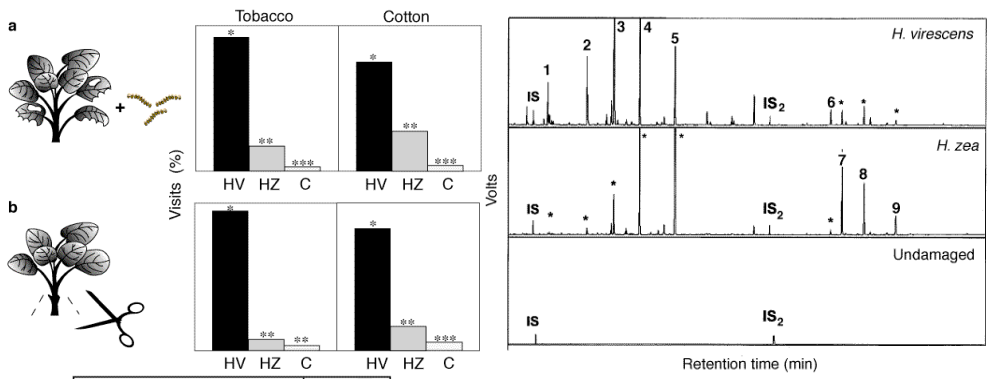 a
Tobacco
Cotton
+
Visits (%)
* ** ***
* ** ***
HV HZ C
HV HZ C
b
* ** **
* ** ***
HV HZ C
HV HZ C
Volts
H. virescens
IS 1 2 3 4 5 IS2 6 * * *
H. zea
IS * * * * * IS2 * 7 8 9
Undamaged
IS IS2
Retention time (min)